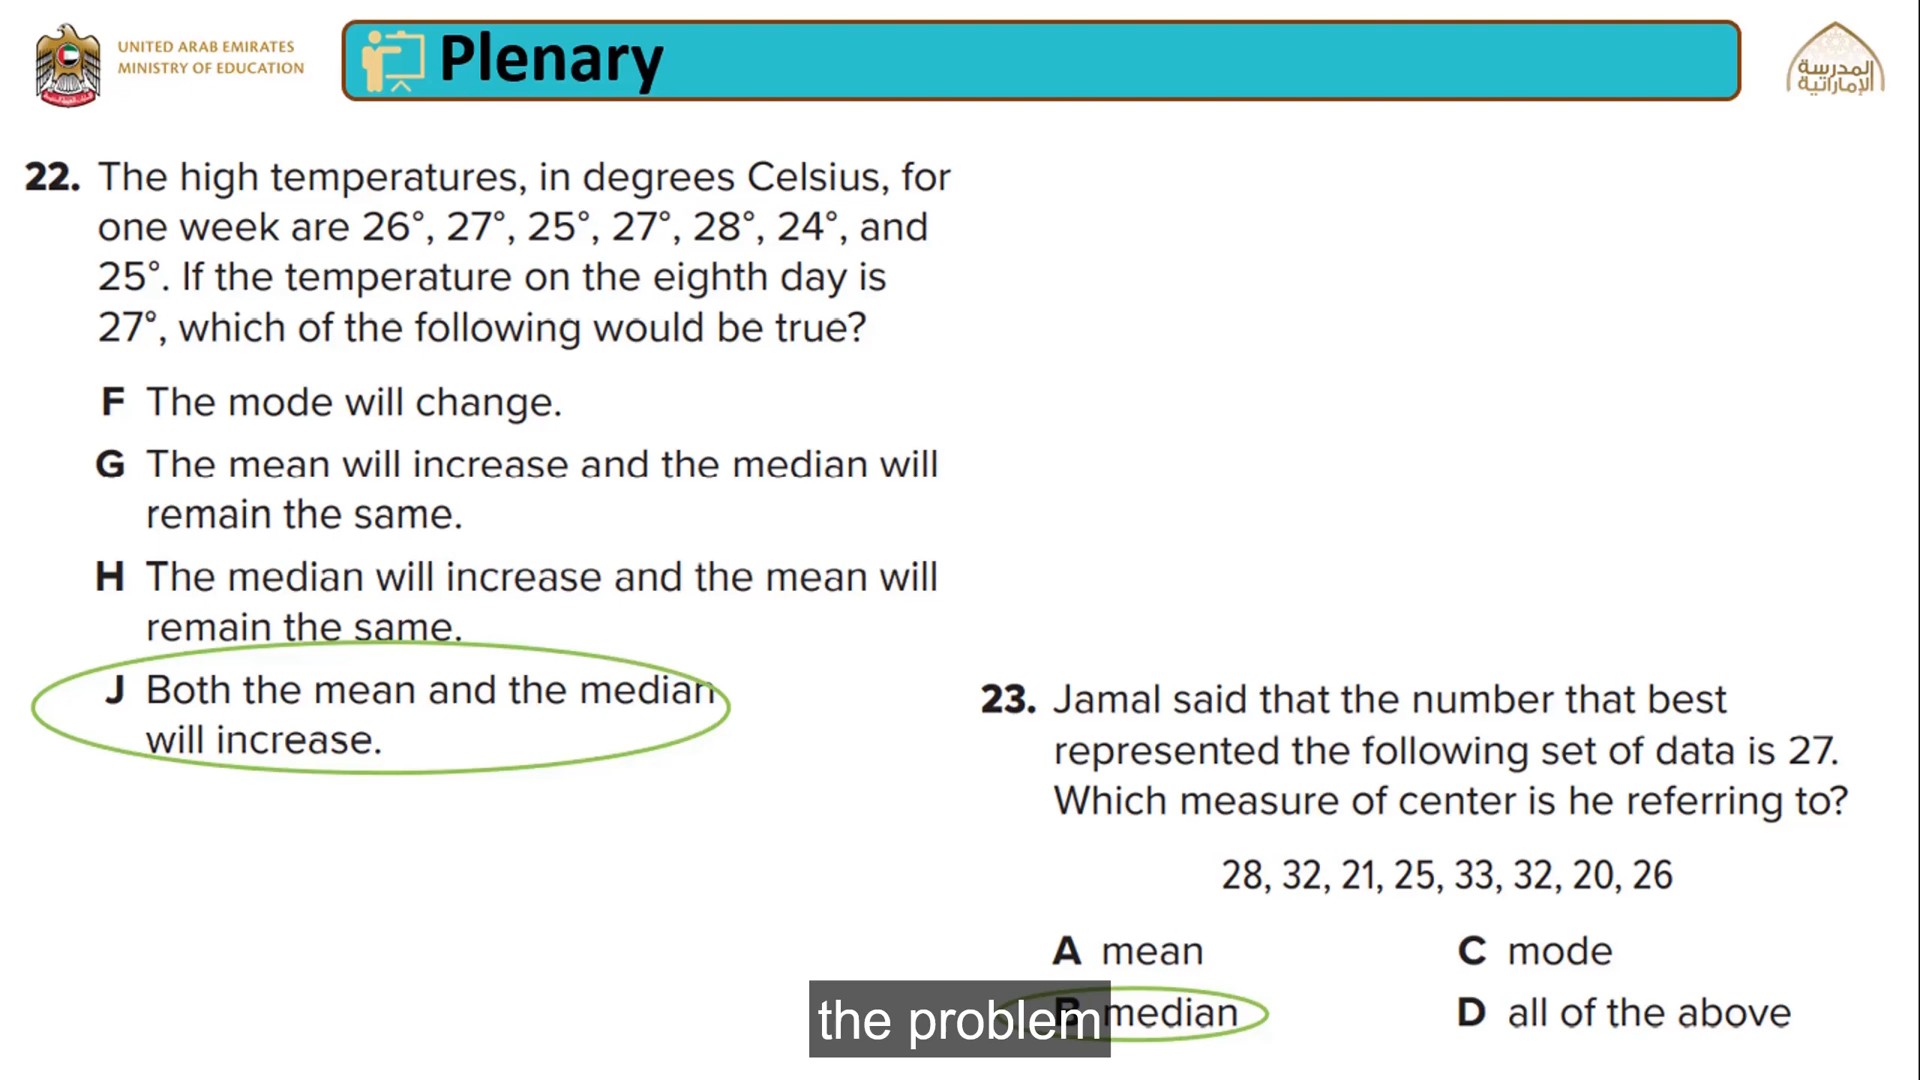 UNITED ARAB EMIRATES
MINISTRY OF EDUCATION
Plenary
المدرسة
الإماراتية
22. The high temperatures, in degrees Celsius, for
one week are 26°, 27°, 25°, 27°, 28°, 24°, and
25°. If the temperature on the eighth day is
27°, which of the following would be true?
F The mode will change.
G The mean will increase and the median will
remain the same.
H The median will increase and the mean will
remain the same.
J Both the mean and the median
will increase.
23. Jamal said that the number that best
represented the following set of data is 27.
Which measure of center is he referring to?
28, 32, 21, 25, 33, 32, 20, 26
A mean
C mode
B median
D all of the above
the problem